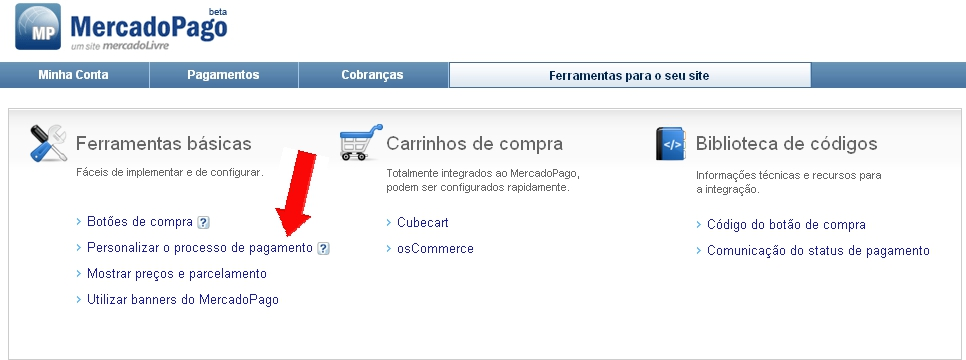 beta
MP
MercadoPago
um site mercadoLivre
Minha Conta
Pagamentos
Cobranças
Ferramentas para o seu site
Ferramentas básicas
Fáceis de implementar e de configurar.
Botões de compra ?
Personalizar o processo de pagamento ?
Mostrar preços e parcelamento
Utilizar banners do MercadoPago
Carrinhos de compra
Totalmente integrados ao MercadoPago,
podem ser configurados rapidamente.
Cubecart
osCommerce
</>
Biblioteca de códigos
Informações técnicas e recursos para
a integração.
Código do botão de compra
Comunicação do status de pagamento